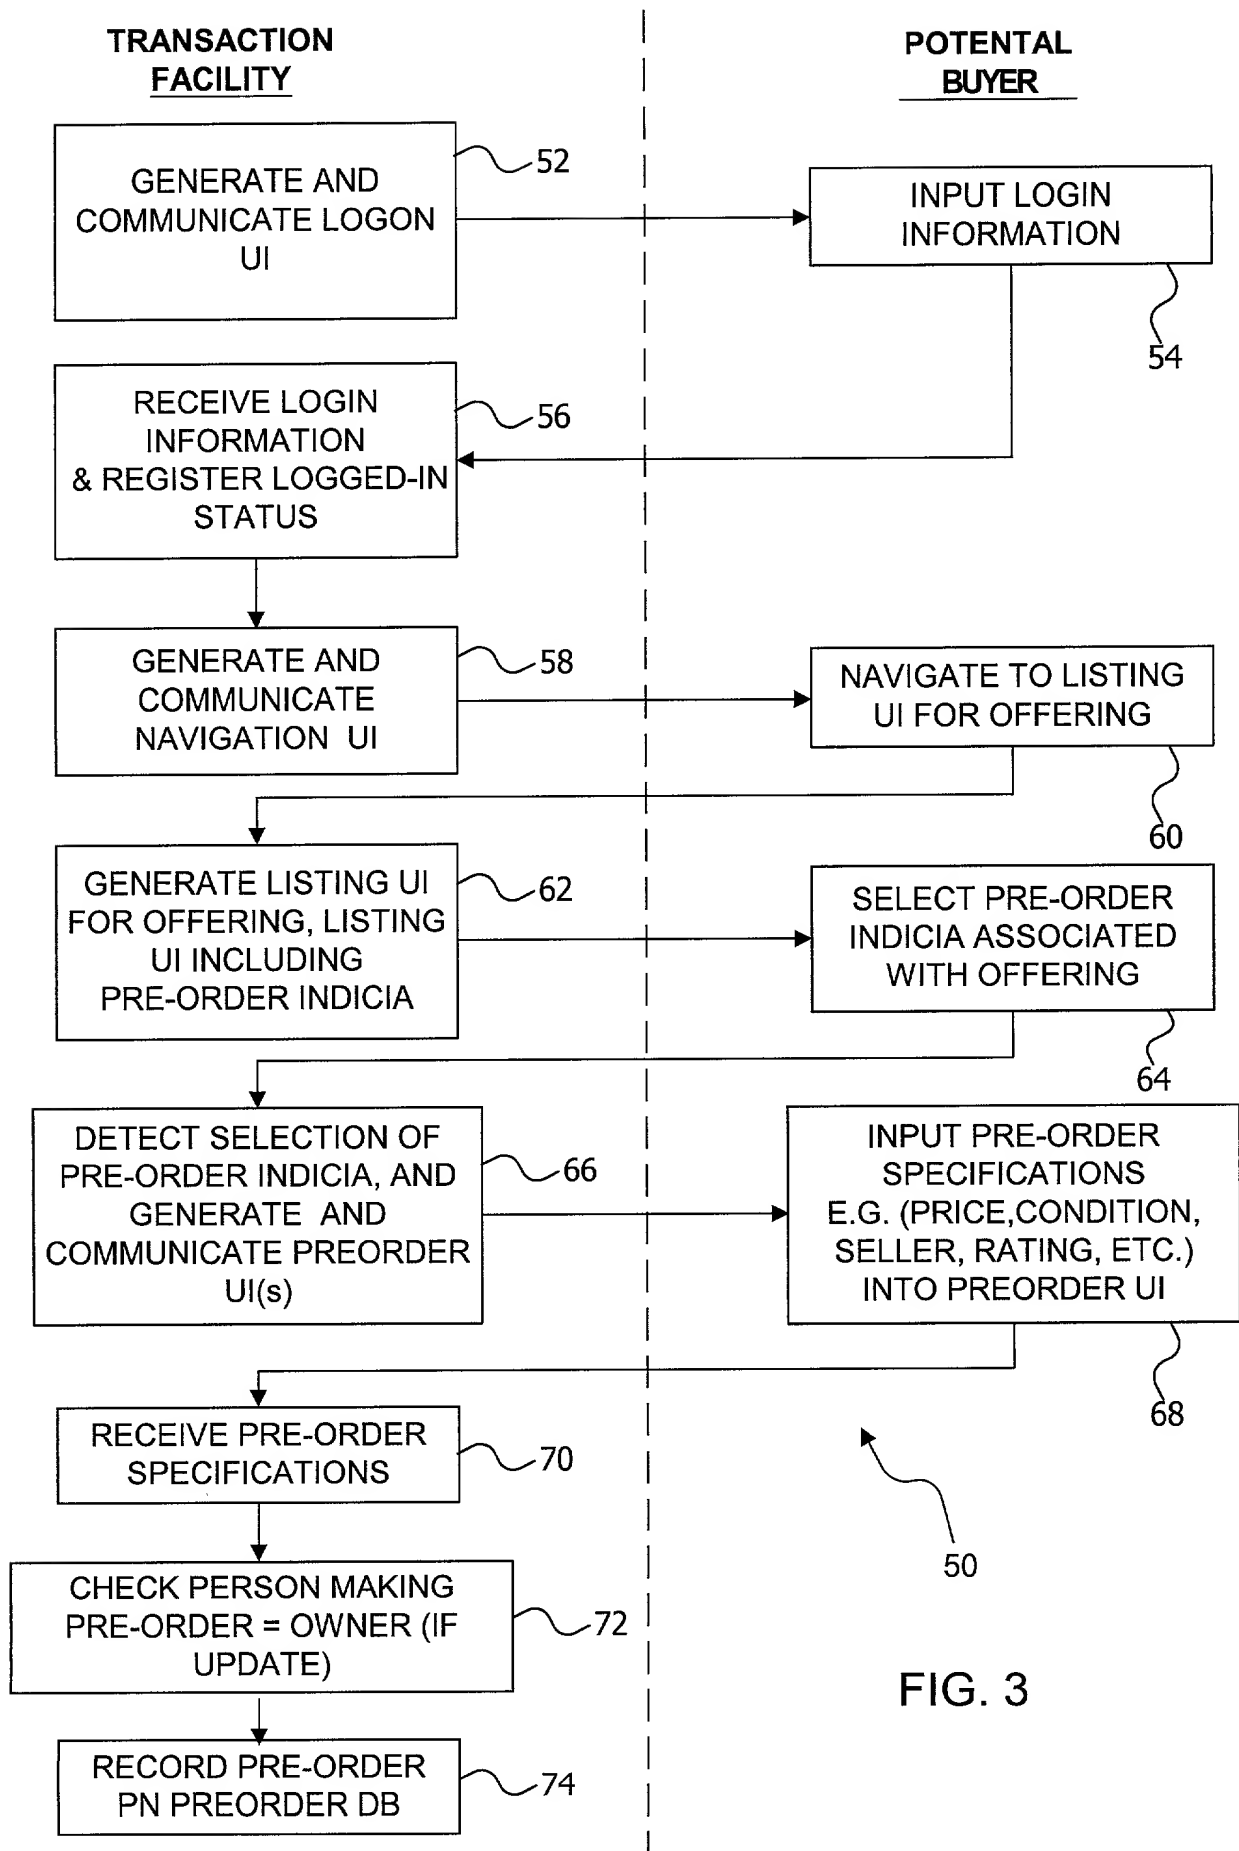 TRANSACTION
FACILITY
POTENTAL
BUYER
GENERATE AND
COMMUNICATE LOGON
UI
52
INPUT LOGIN
INFORMATION
54
RECEIVE LOGIN
INFORMATION
& REGISTER LOGGED-IN
STATUS
56
GENERATE AND
COMMUNICATE
NAVIGATION UI
58
NAVIGATE TO LISTING
UI FOR OFFERING
60
GENERATE LISTING UI
FOR OFFERING, LISTING
UI INCLUDING
PRE-ORDER INDICIA
62
SELECT PRE-ORDER
INDICIA ASSOCIATED
WITH OFFERING
64
DETECT SELECTION OF
PRE-ORDER INDICIA, AND
GENERATE AND
COMMUNICATE PREORDER
UI(s)
66
INPUT PRE-ORDER
SPECIFICATIONS
E.G. (PRICE,CONDITION,
SELLER, RATING, ETC.)
INTO PREORDER UI
68
RECEIVE PRE-ORDER
SPECIFICATIONS
70
50
CHECK PERSON MAKING
PRE-ORDER = OWNER (IF
UPDATE)
72
FIG. 3
RECORD PRE-ORDER
PN PREORDER DB
74